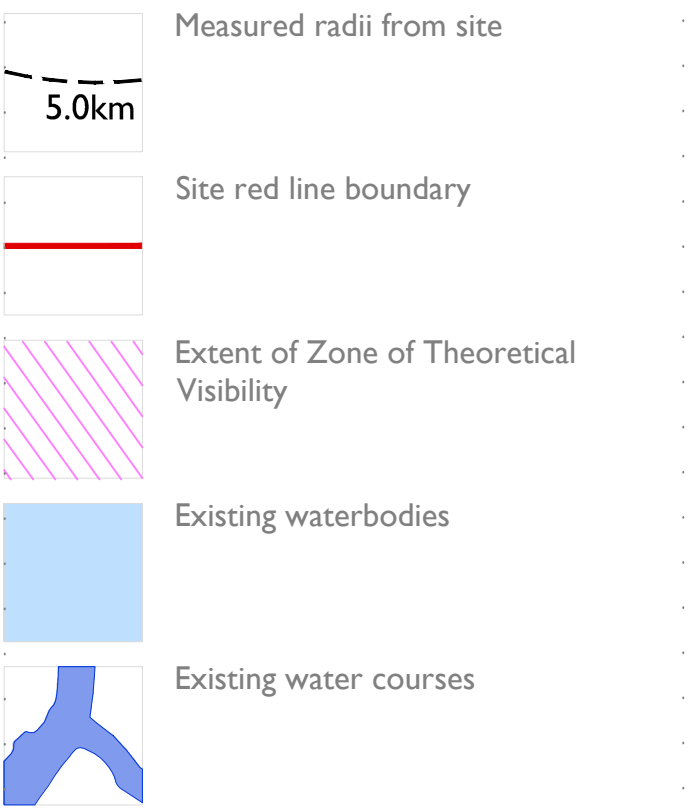 Measured radii from site
5.0km
Site red line boundary
Extent of Zone of Theoretical
Visibility
Existing waterbodies
Existing water courses